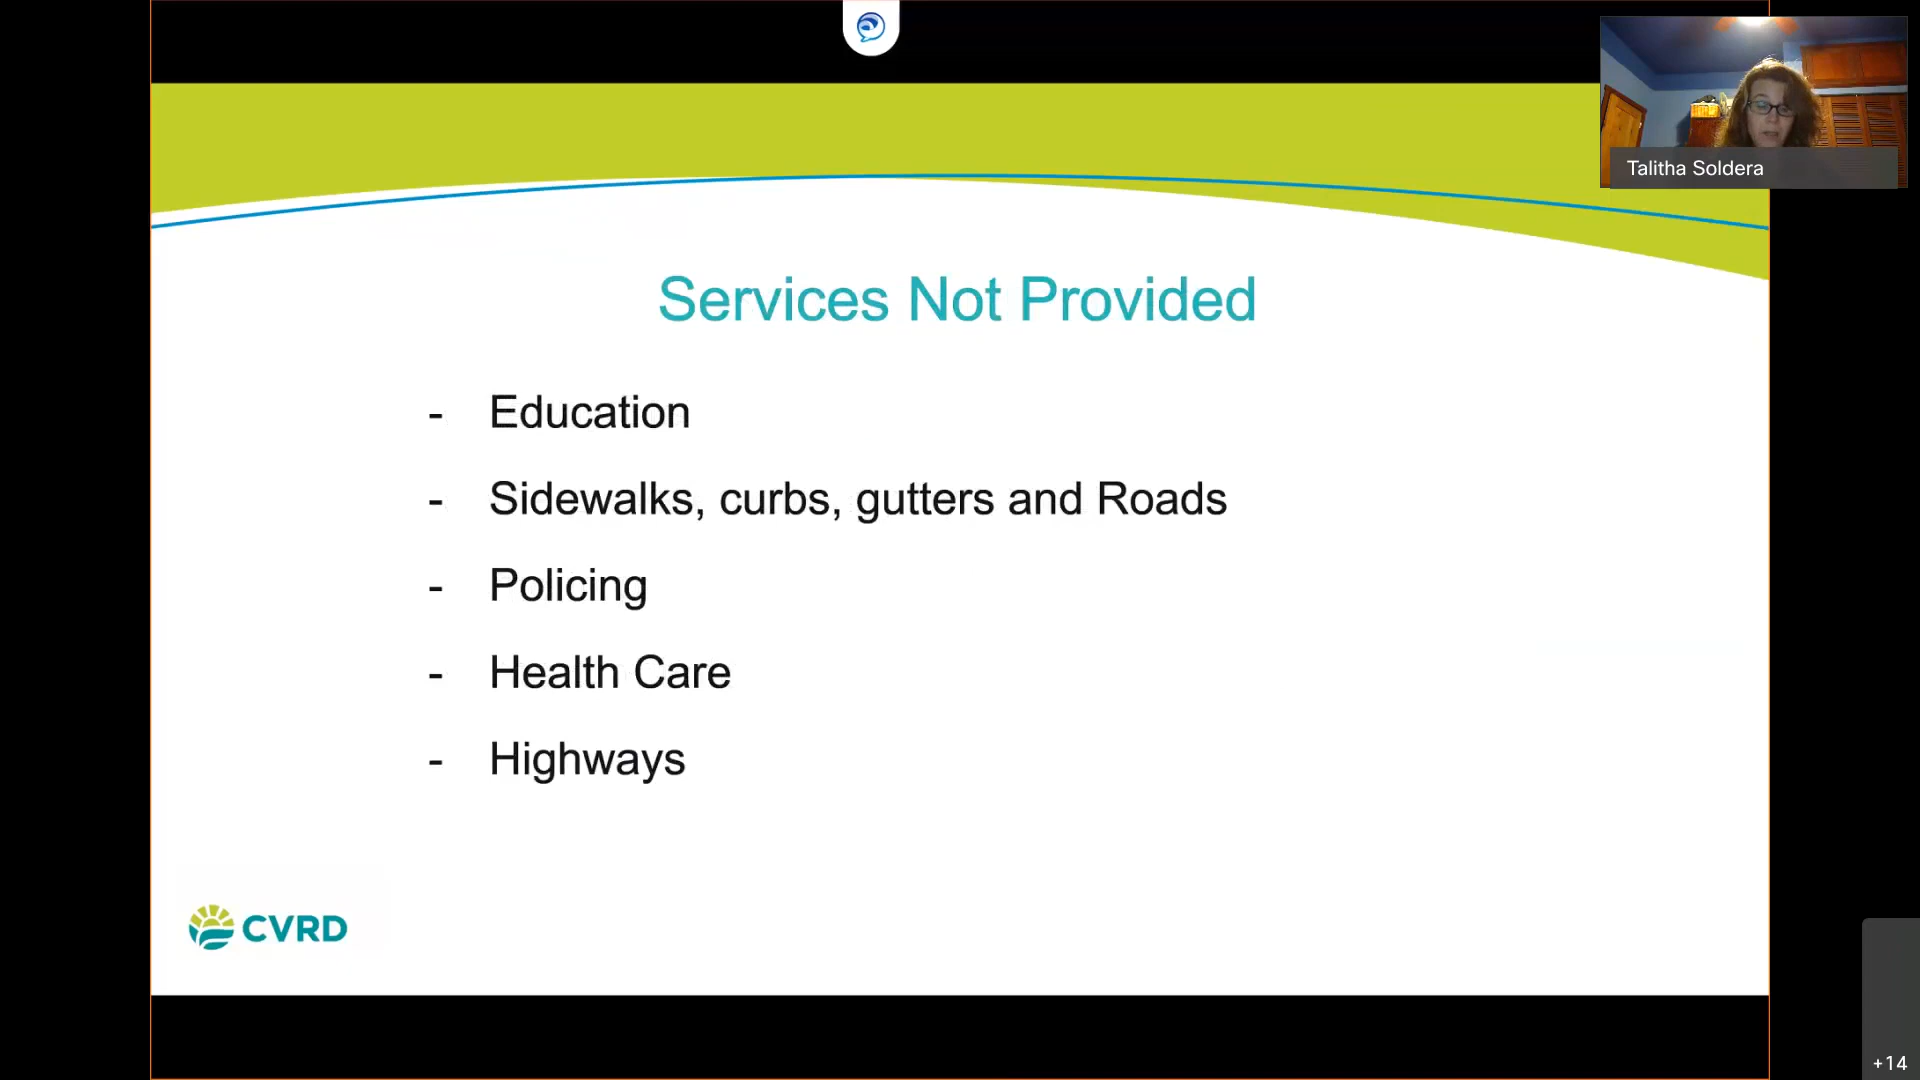 Talitha Soldera
Services Not Provided
- Education
- Sidewalks, curbs, gutters and Roads
- Policing
- Health Care
- Highways
CVRD
+14